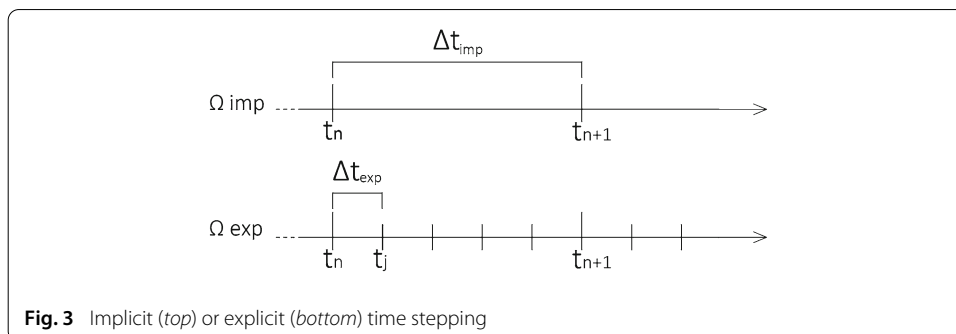 Δt_imp
Ω imp
t_n t_n+1
Δt_exp
Ω exp
t_n t_j t_n+1
Fig. 3 Implicit (top) or explicit (bottom) time stepping